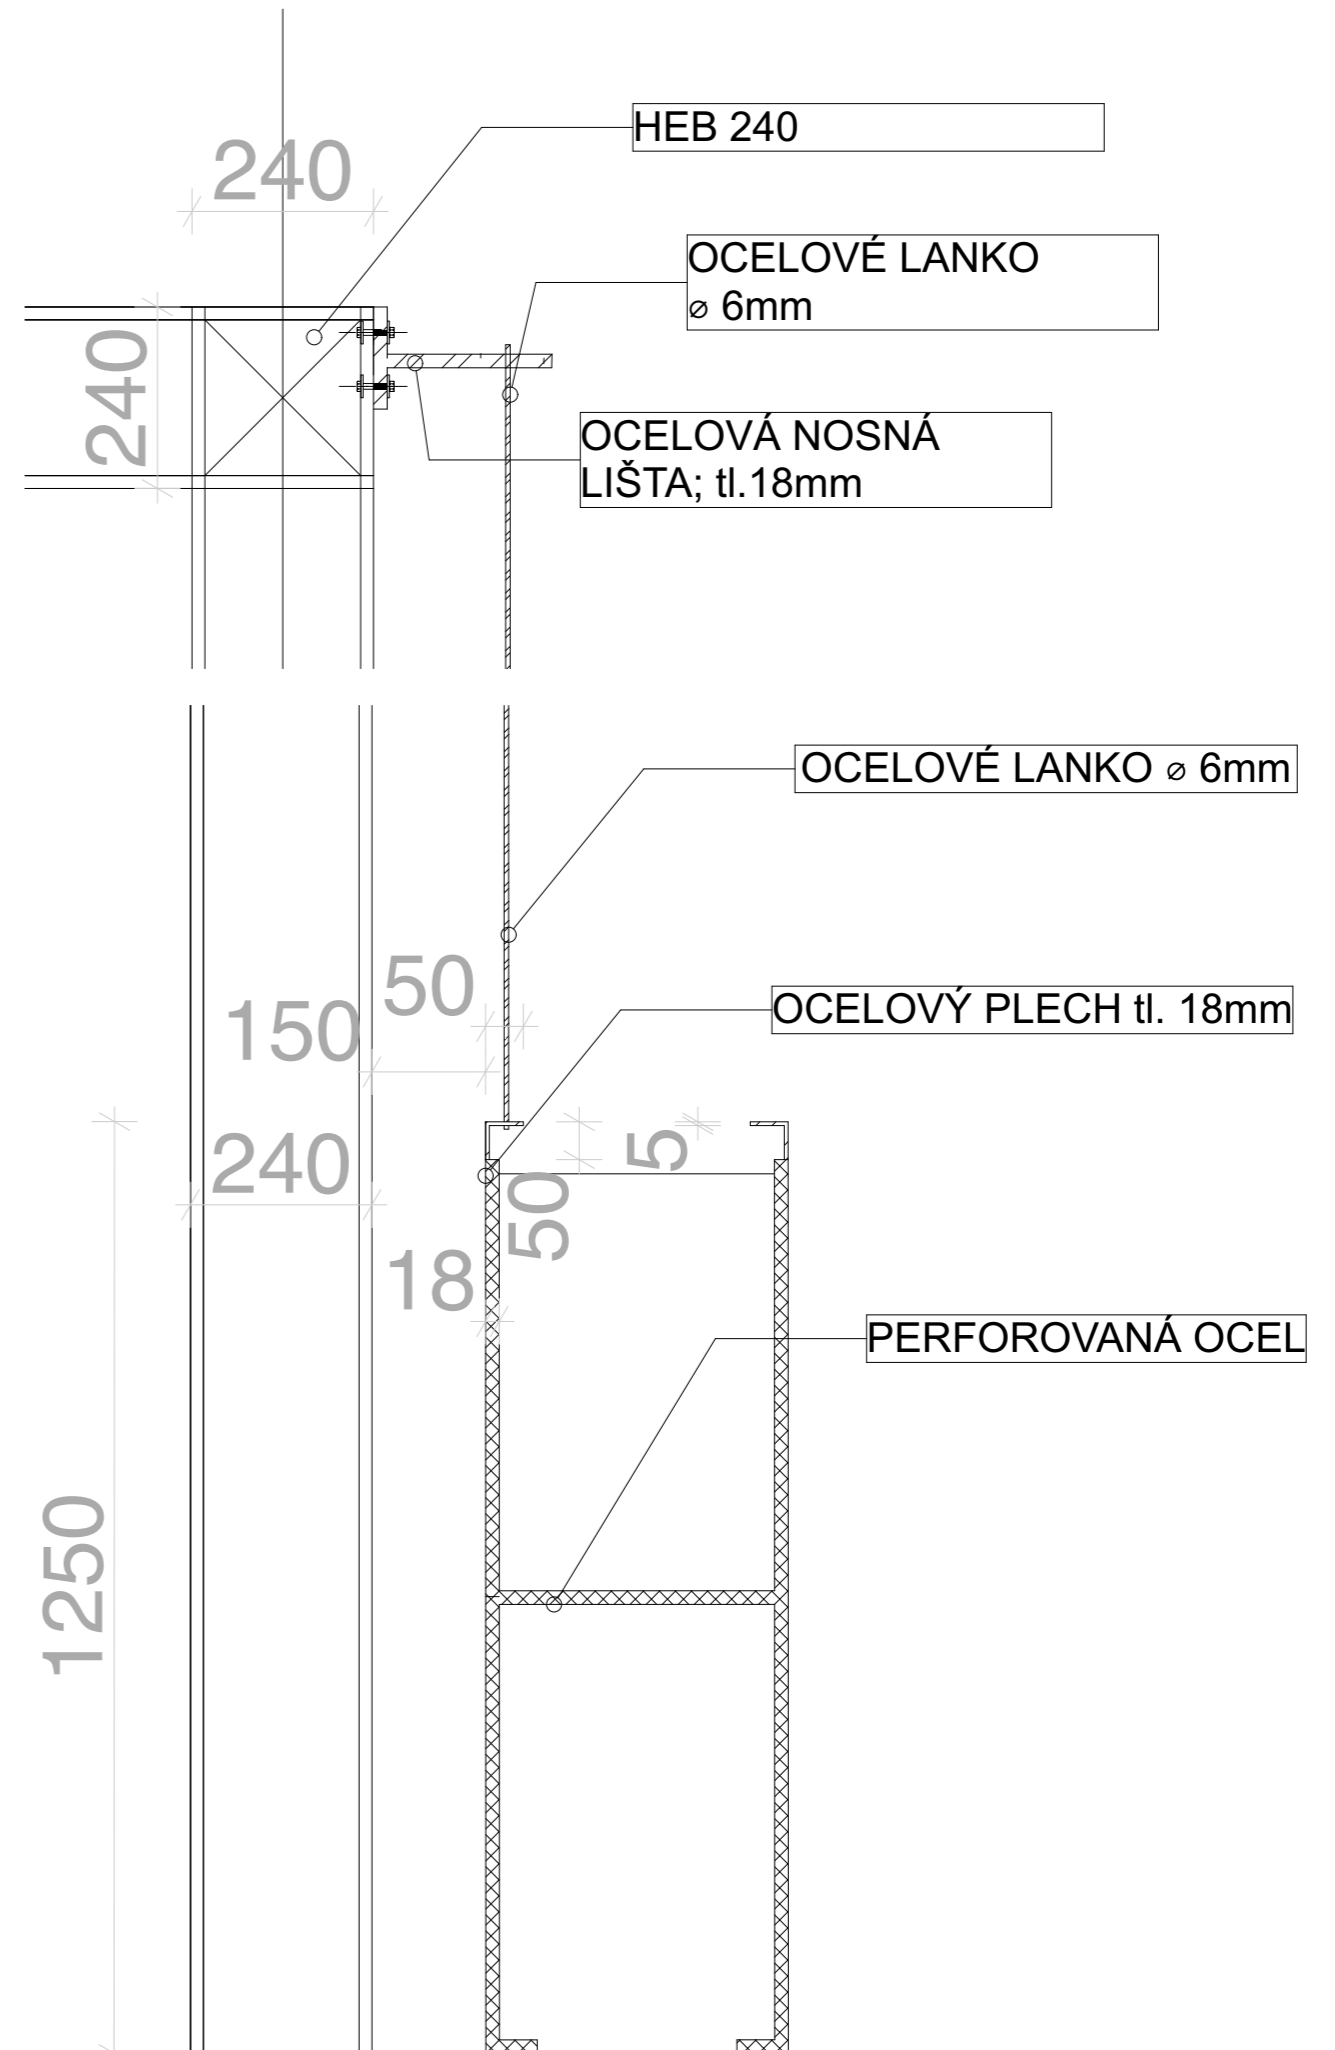 HEB 240
240
OCELOVÉ LANKO
⌀ 6mm
240
OCELOVÁ NOSNÁ
LIŠTA; tl.18mm
OCELOVÉ LANKO ⌀ 6mm
50
150
OCELOVÝ PLECH tl. 18mm
5
240
50
18
PERFOROVANÁ OCEL
1250